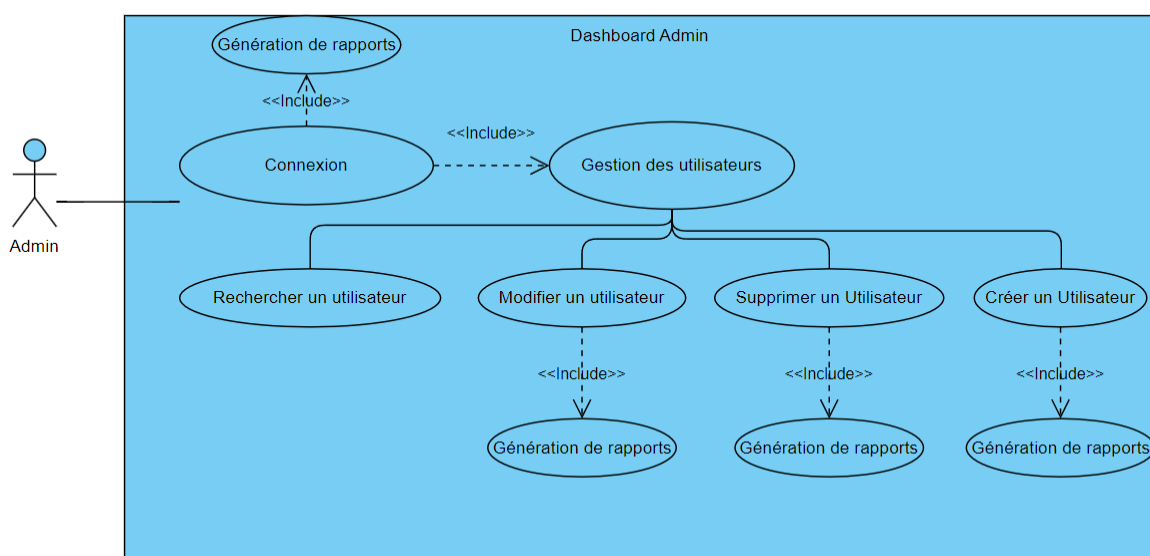 Dashboard Admin
Génération de rapports
<<Include>>
<<Include>>
Connexion
Gestion des utilisateurs
Admin
Rechercher un utilisateur
Modifier un utilisateur
Supprimer un Utilisateur
Créer un Utilisateur
<<Include>>
<<Include>>
<<Include>>
Génération de rapports
Génération de rapports
Génération de rapports